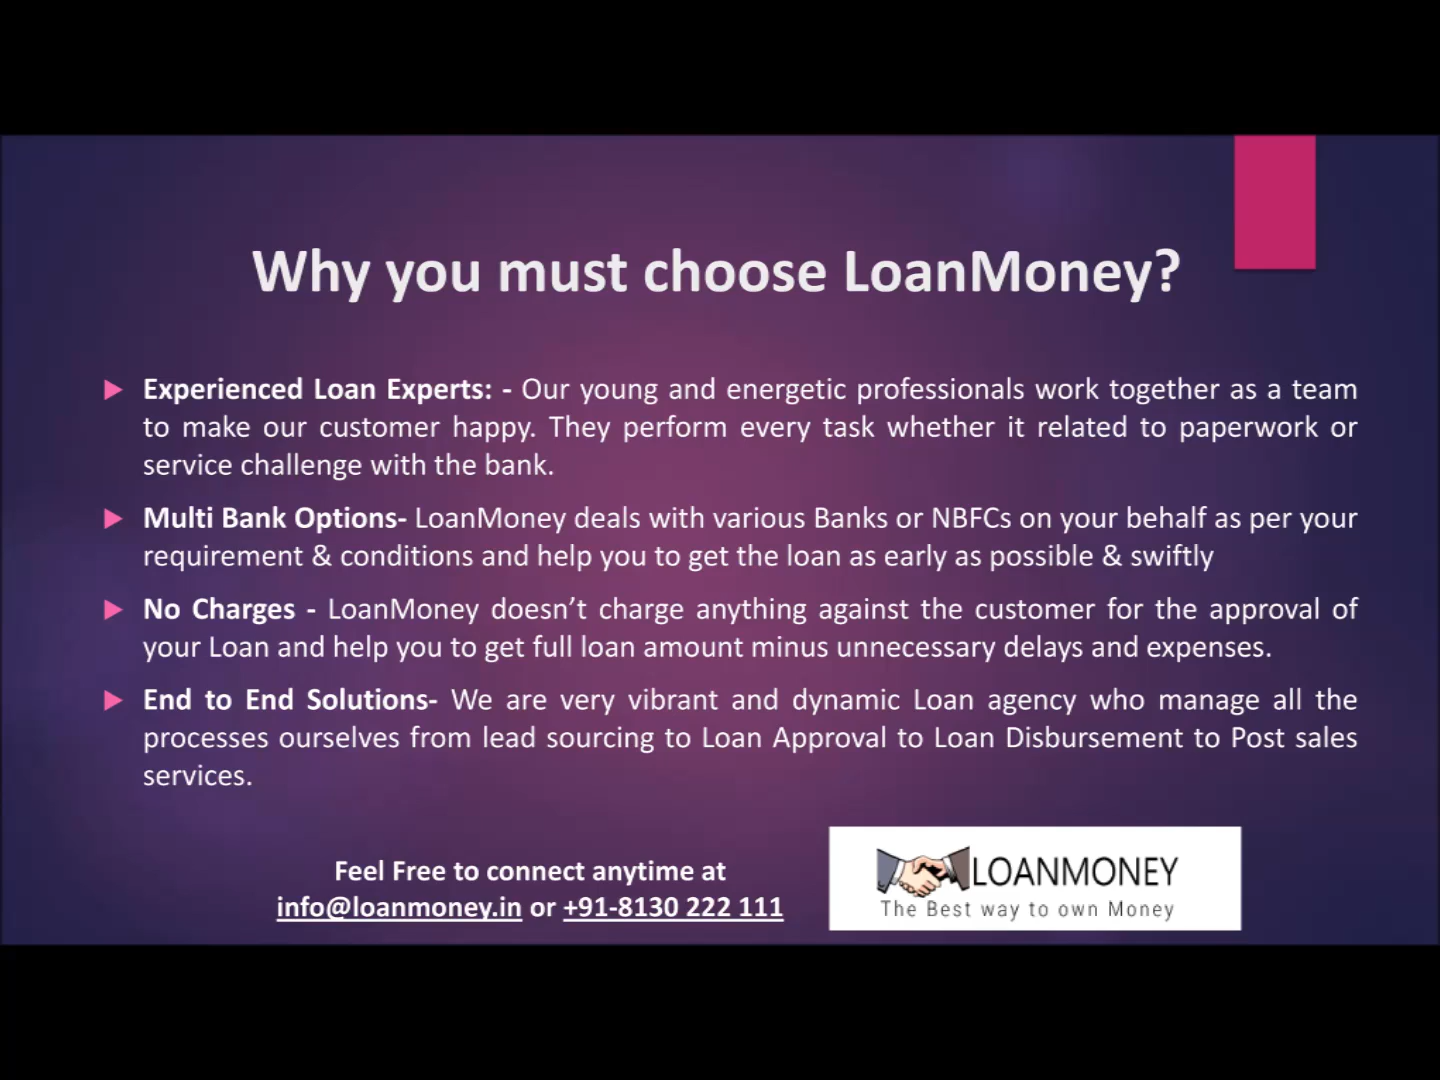 Why you must choose LoanMoney?
Experienced Loan Experts: - Our young and energetic professionals work together as a team
to make our customer happy. They perform every task whether it related to paperwork or
service challenge with the bank.
Multi Bank Options- LoanMoney deals with various Banks or NBFCs on your behalf as per your
requirement & conditions and help you to get the loan as early as possible & swiftly
No Charges - LoanMoney doesn’t charge anything against the customer for the approval of
your Loan and help you to get full loan amount minus unnecessary delays and expenses.
End to End Solutions- We are very vibrant and dynamic Loan agency who manage all the
processes ourselves from lead sourcing to Loan Approval to Loan Disbursement to Post sales
services.
Feel Free to connect anytime at
info@loanmoney.in or +91-8130 222 111
LOANMONEY
The Best way to own Money